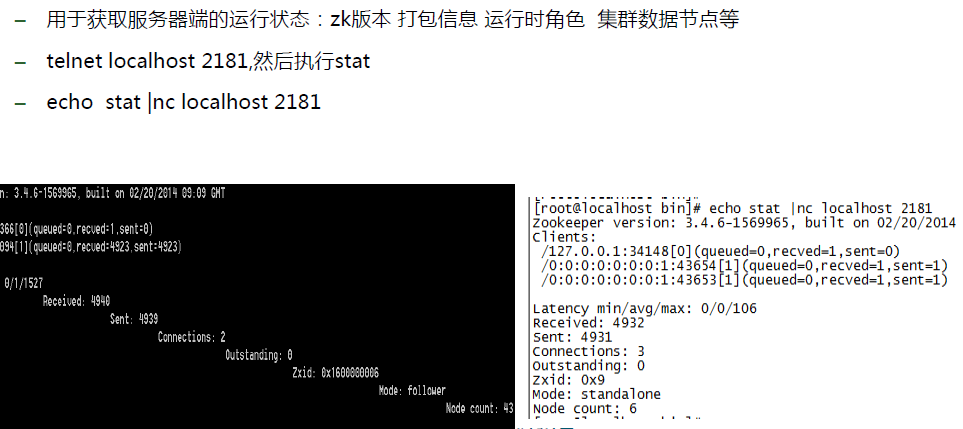 – 用于获取服务器端的运行状态：zk版本 打包信息 运行时角色 集群数据节点等
– telnet localhost 2181,然后执行stat
– echo stat |nc localhost 2181
n: 3.4.6-1569965, built on 02/20/2014 09:09 GMT
366[0](queued=0,recved=1,sent=0)
094[1](queued=0,recved=4923,sent=4923)
0/1/1527
Received: 4940
Sent: 4939
Connections: 2
Outstanding: 0
Zxid: 0x1600000006
Mode: follower
Node count: 43
[root@localhost bin]# echo stat |nc localhost 2181
Zookeeper version: 3.4.6-1569965, built on 02/20/2014
Clients:
/127.0.0.1:34148[0](queued=0,recved=1,sent=0)
/0:0:0:0:0:0:0:1:43654[1](queued=0,recved=1,sent=1)
/0:0:0:0:0:0:0:1:43653[1](queued=0,recved=1,sent=1)
Latency min/avg/max: 0/0/106
Received: 4932
Sent: 4931
Connections: 3
Outstanding: 0
Zxid: 0x9
Mode: standalone
Node count: 6